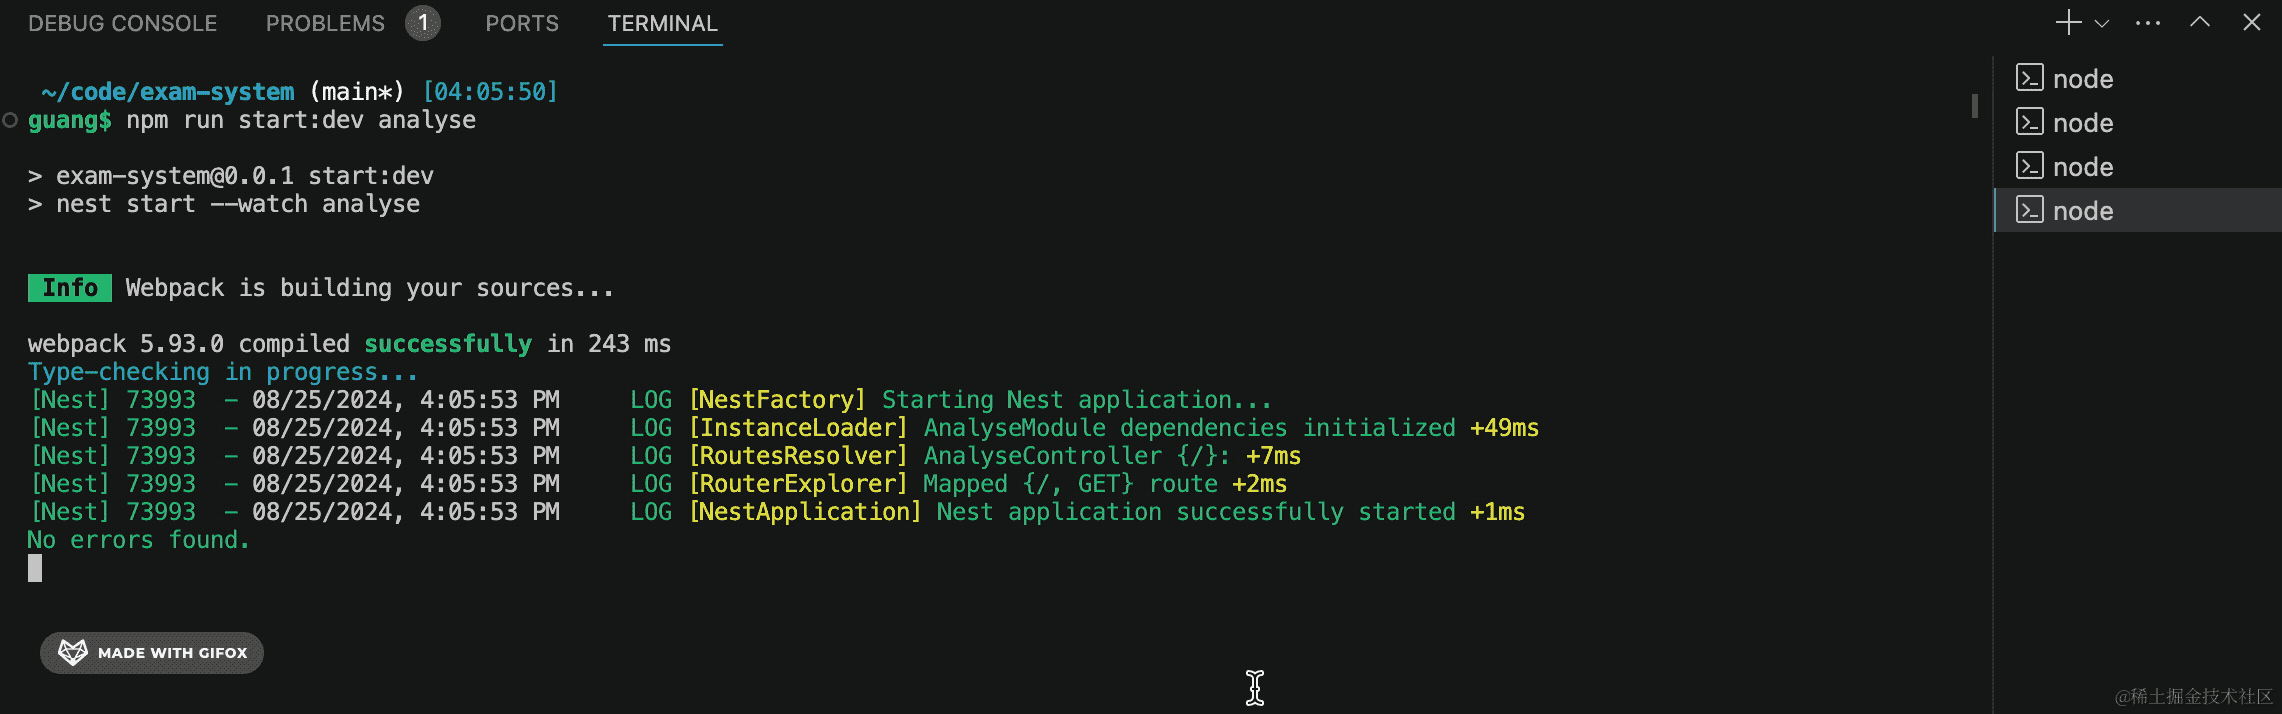 DEBUG CONSOLE PROBLEMS 1 PORTS TERMINAL
~/code/exam-system (main*) [04:05:50]
guang$ npm run start:dev analyse
> exam-system@0.0.1 start:dev
> nest start --watch analyse
Info Webpack is building your sources...
webpack 5.93.0 compiled successfully in 243 ms
Type-checking in progress...
[Nest] 73993  - 08/25/2024, 4:05:53 PM     LOG [NestFactory] Starting Nest application...
[Nest] 73993  - 08/25/2024, 4:05:53 PM     LOG [InstanceLoader] AnalyseModule dependencies initialized +49ms
[Nest] 73993  - 08/25/2024, 4:05:53 PM     LOG [RoutesResolver] AnalyseController {/}: +7ms
[Nest] 73993  - 08/25/2024, 4:05:53 PM     LOG [RouterExplorer] Mapped {/, GET} route +2ms
[Nest] 73993  - 08/25/2024, 4:05:53 PM     LOG [NestApplication] Nest application successfully started +1ms
No errors found.
node
node
node
node
MADE WITH GIFOX
@稀土掘金技术社区